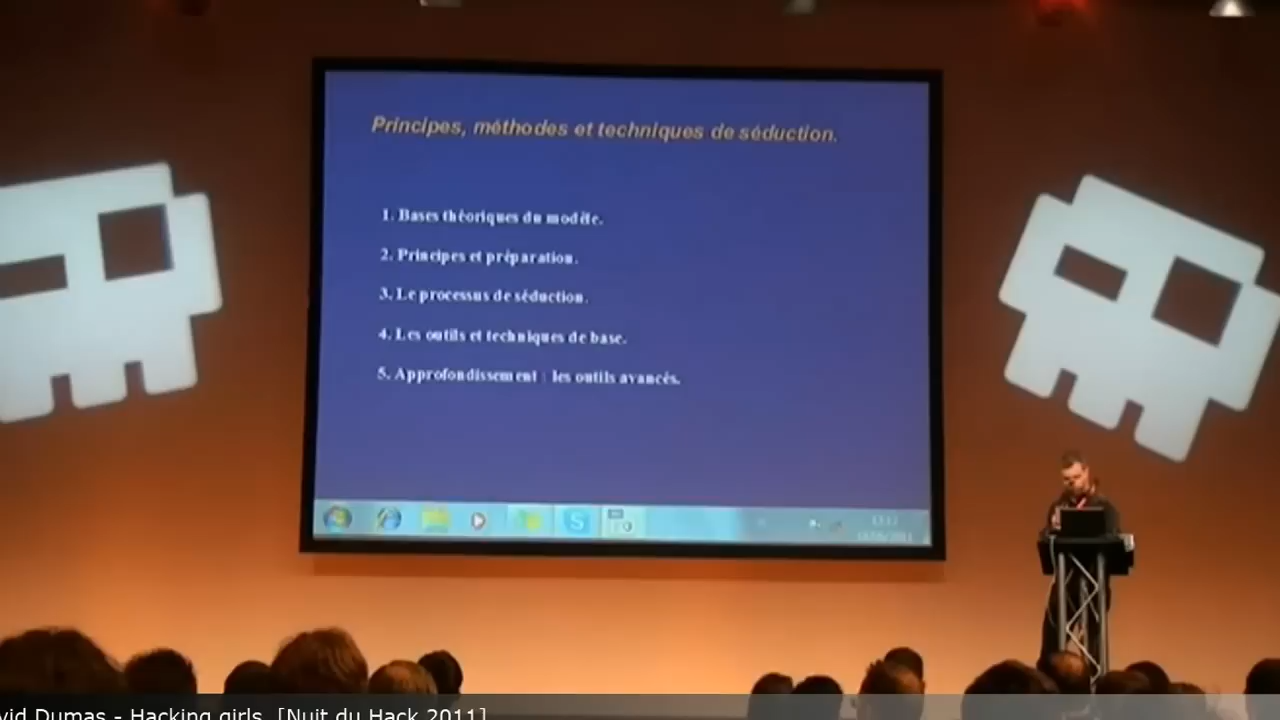 Principes, méthodes et techniques de séduction.
1. Bases théoriques du modèle.
2. Principes et préparation.
3. Le processus de séduction.
4. Les outils et techniques de base.
5. Approfondissement : les outils avancés.
vid Dumas - Hacking girls. [Nuit du Hack 2011]